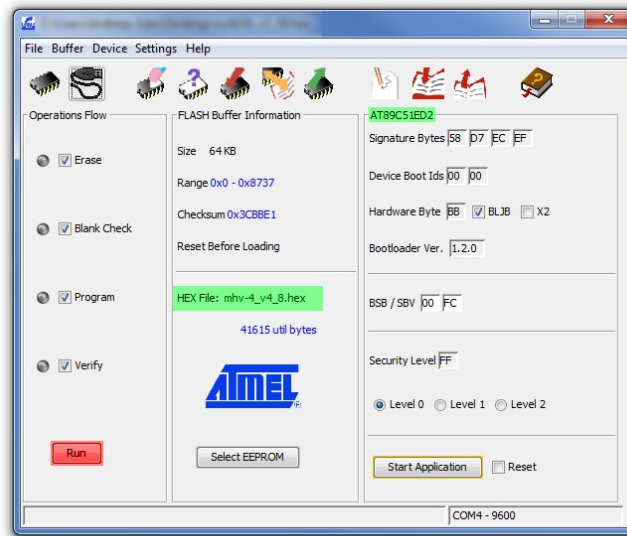 File Buffer Device Settings Help
Operations Flow
Erase
Blank Check
Program
Verify
Run
FLASH Buffer Information
Size 64 KB
Range 0x0 - 0x8737
Checksum 0x3CBBE1
Reset Before Loading
HEX File: mhv-4_v4_8.hex
41615 util bytes
ATMEL
Select EEPROM
AT89C51ED2
Signature Bytes 58 D7 EC EF
Device Boot Ids 00 00
Hardware Byte BB BLJB X2
Bootloader Ver. 1.2.0
BSB / SBV 00 FC
Security Level FF
Level 0 Level 1 Level 2
Start Application Reset
COM4 - 9600